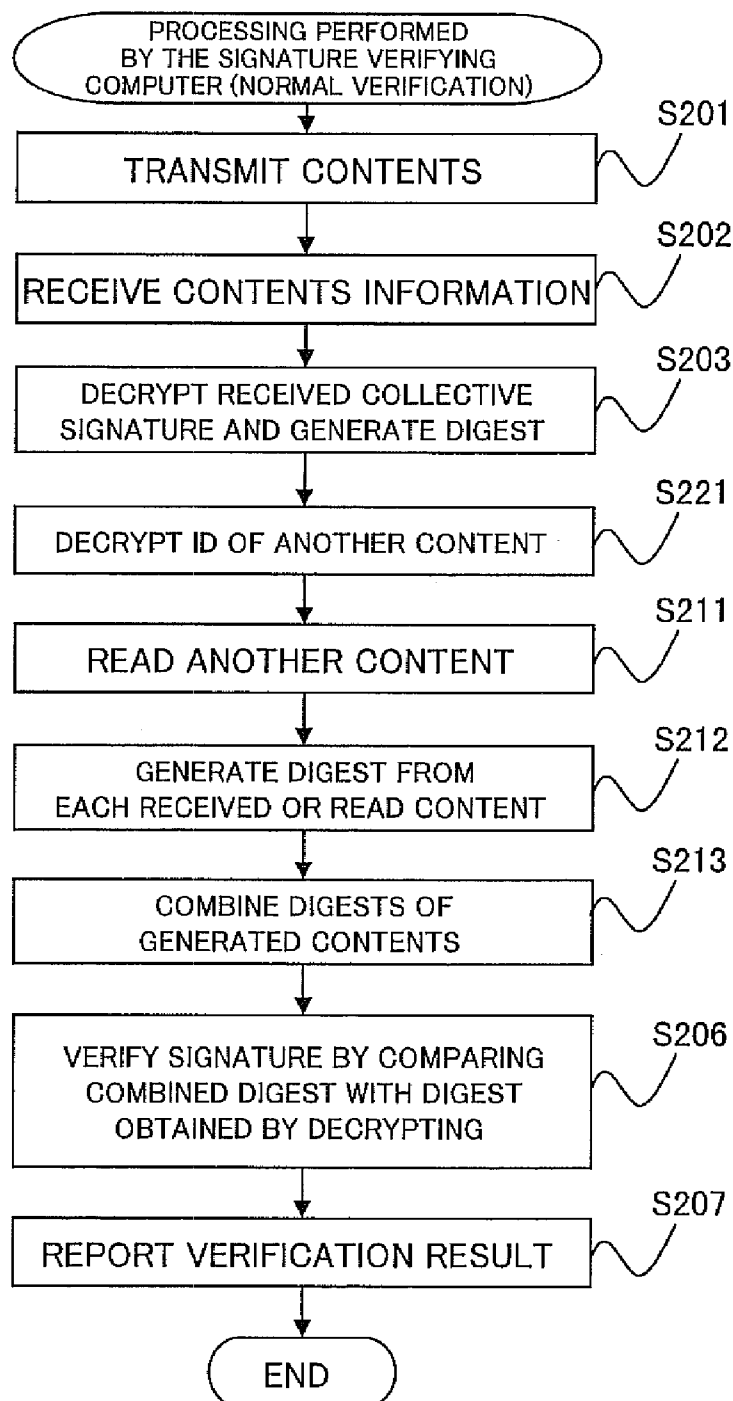 PROCESSING PERFORMED
BY THE SIGNATURE VERIFYING
COMPUTER (NORMAL VERIFICATION)
S201
TRANSMIT CONTENTS
S202
RECEIVE CONTENTS INFORMATION
S203
DECRYPT RECEIVED COLLECTIVE
SIGNATURE AND GENERATE DIGEST
S221
DECRYPT ID OF ANOTHER CONTENT
S211
READ ANOTHER CONTENT
S212
GENERATE DIGEST FROM
EACH RECEIVED OR READ CONTENT
S213
COMBINE DIGESTS OF
GENERATED CONTENTS
S206
VERIFY SIGNATURE BY COMPARING
COMBINED DIGEST WITH DIGEST
OBTAINED BY DECRYPTING
S207
REPORT VERIFICATION RESULT
END